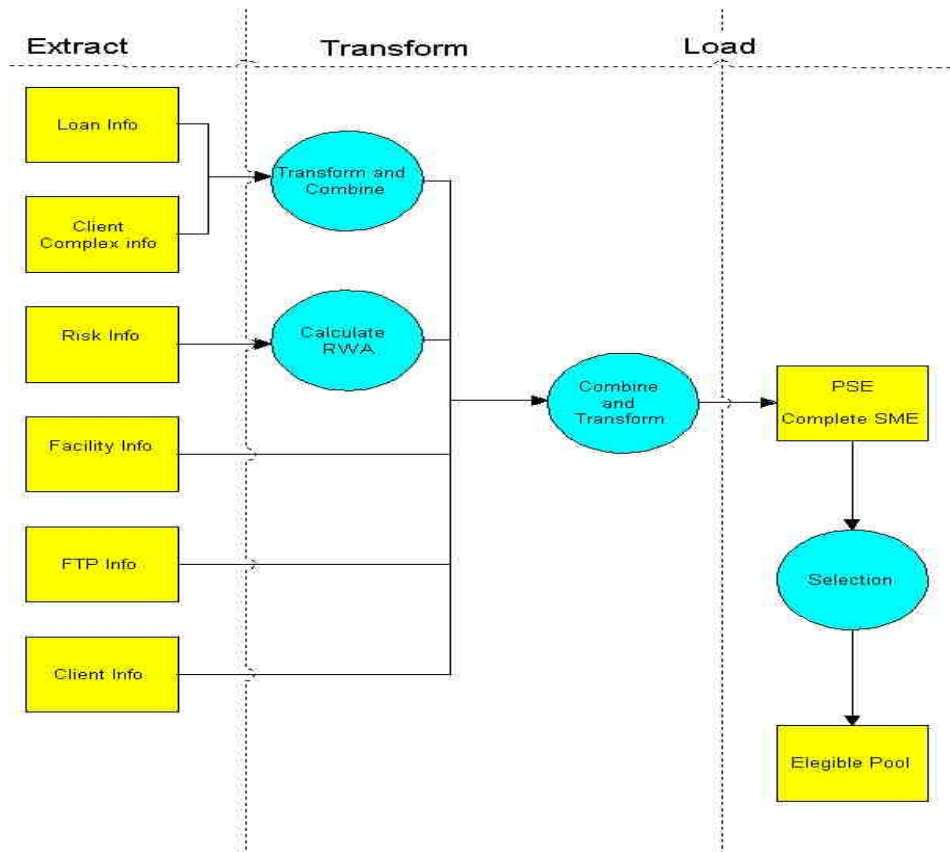 Extract
Transform
Load
Loan Info
Client
Complex info
Risk Info
Facility Info
FTP Info
Client Info
Transform and
Combine
Calculate
RWA
Combine
and
Transform
PSE
Complete SME
Selection
Elegible Pool